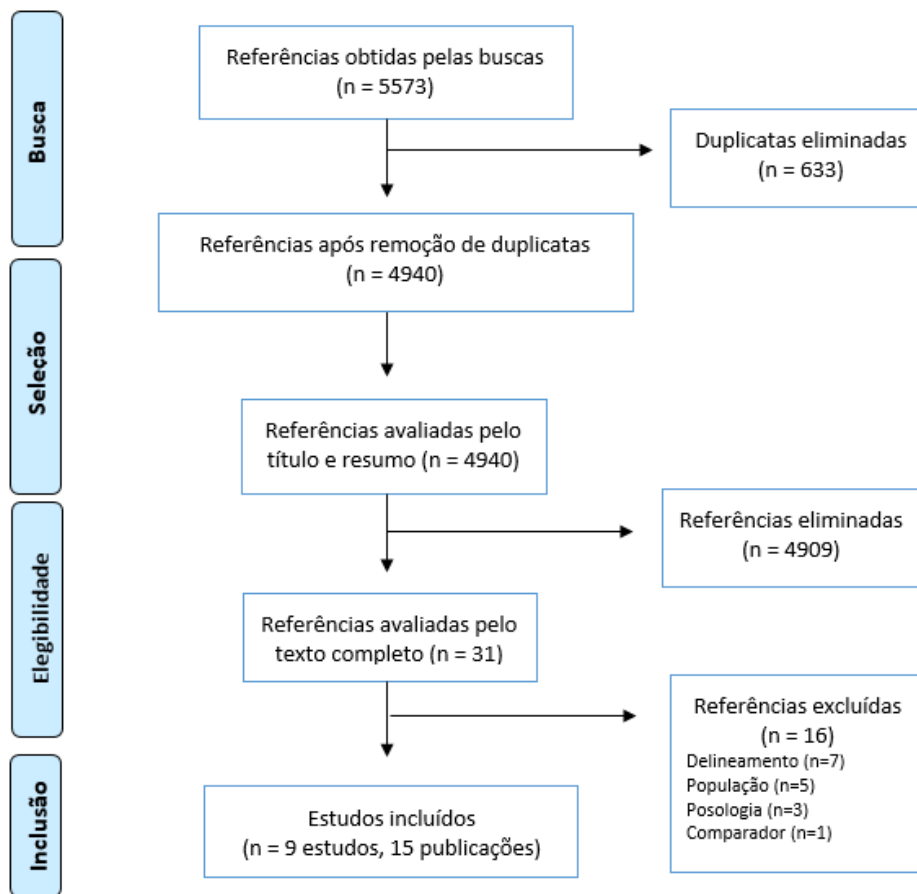 Busca
Referências obtidas pelas buscas
(n = 5573)
Duplicatas eliminadas
(n = 633)
Referências após remoção de duplicatas
(n = 4940)
Seleção
Referências avaliadas pelo
título e resumo (n = 4940)
Referências eliminadas
(n = 4909)
Elegibilidade
Referências avaliadas pelo
texto completo (n = 31)
Referências excluídas
(n = 16)
Delineamento (n=7)
População (n=5)
Posologia (n=3)
Comparador (n=1)
Inclusão
Estudos incluídos
(n = 9 estudos, 15 publicações)